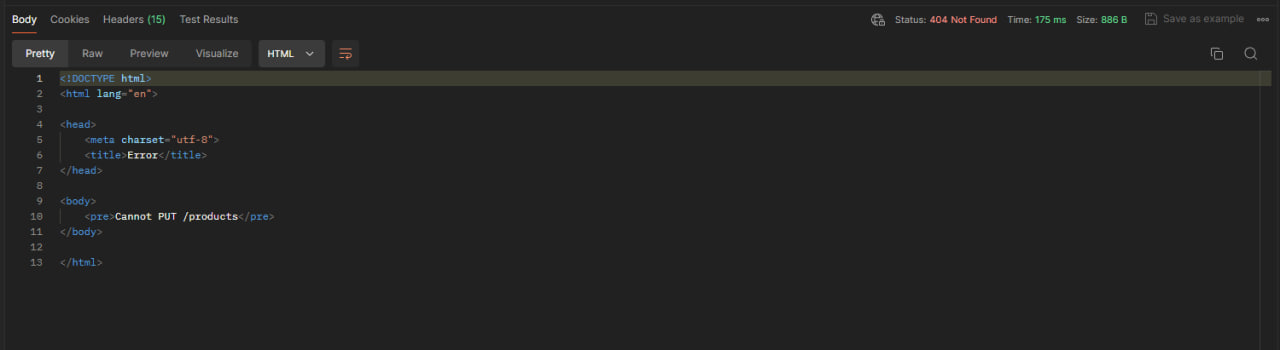 Body Cookies Headers (15) Test Results Status: 404 Not Found Time: 175 ms Size: 886 B Save as example
Pretty Raw Preview Visualize HTML
1 <!DOCTYPE html>
2 <html lang="en">
3
4 <head>
5 <meta charset="utf-8">
6 <title>Error</title>
7 </head>
8
9 <body>
10 <pre>Cannot PUT /products</pre>
11 </body>
12
13 </html>